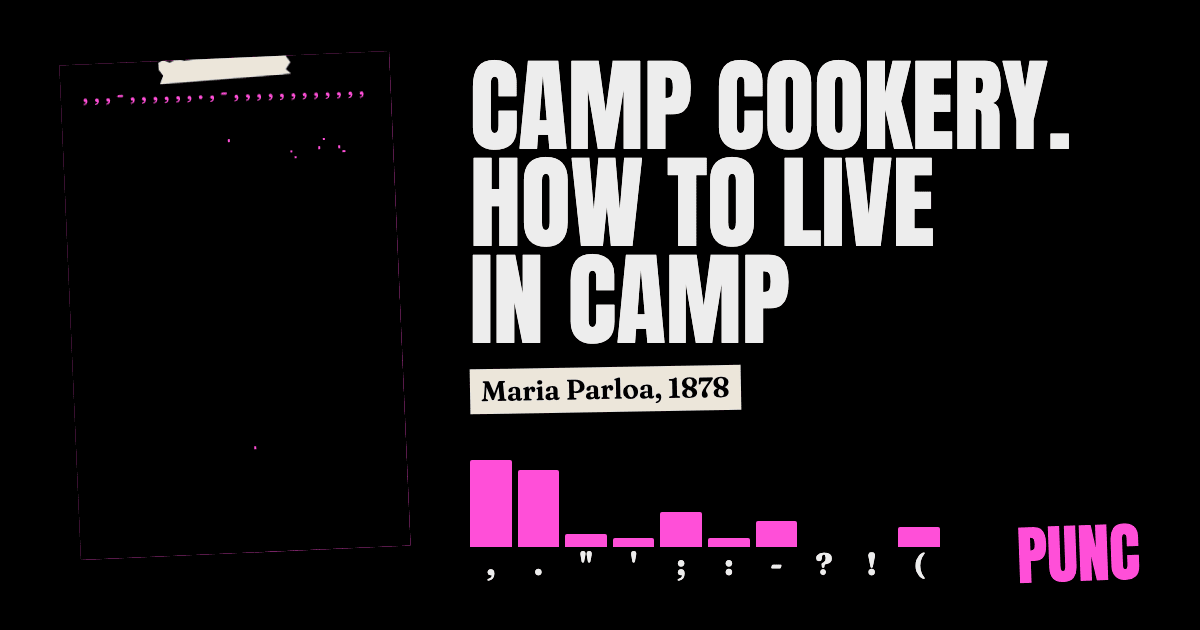 ,,,-,,,,,,.,-,,,,,,,,,,,
CAMP COOKERY.
HOW TO LIVE
IN CAMP
Maria Parloa, 1878
, . " ' ; : - ? ! (
PUNC